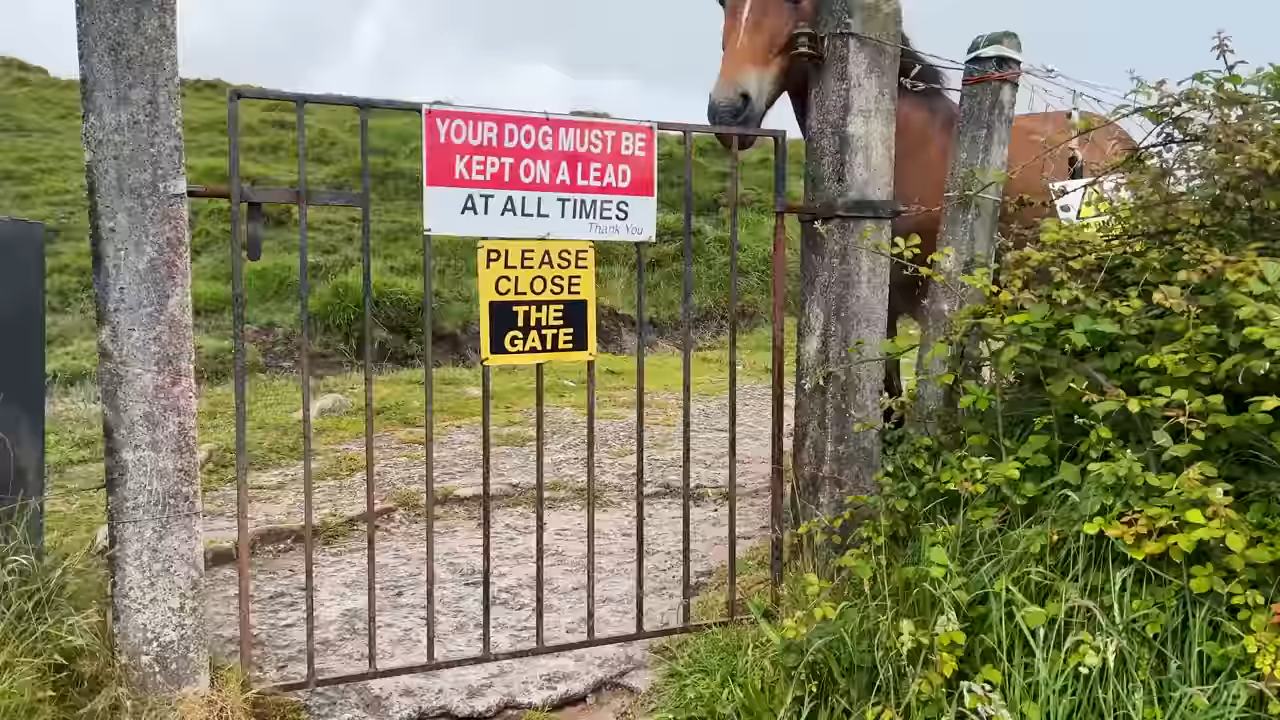 YOUR DOG MUST BE
KEPT ON A LEAD
AT ALL TIMES
Thank You
PLEASE
CLOSE
THE
GATE